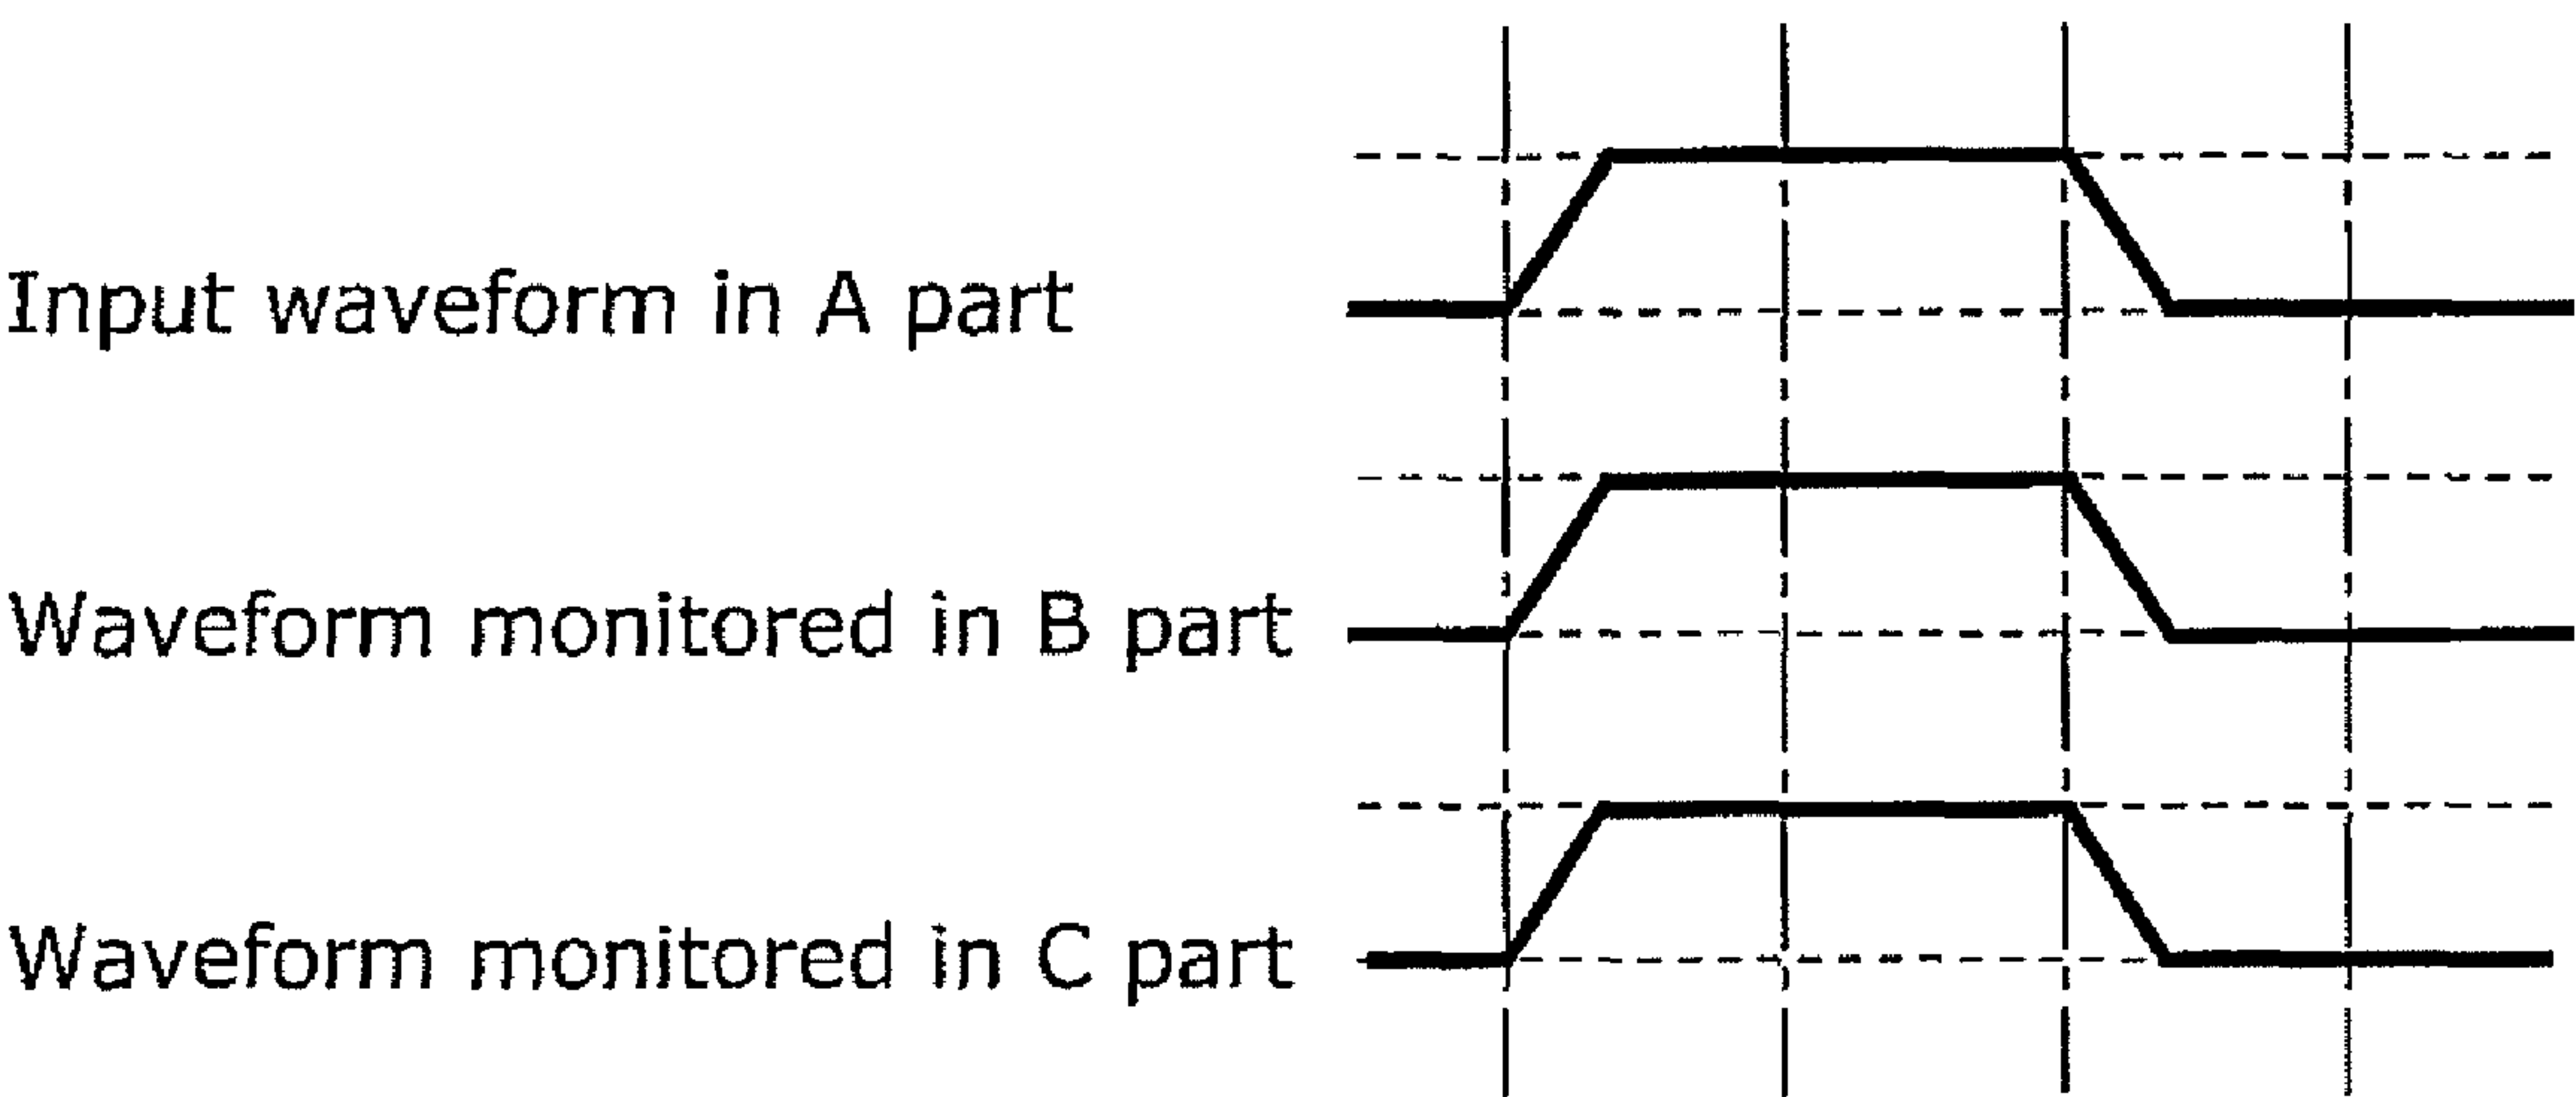 Input waveform in A part
Waveform monitored in B part
Waveform monitored in C part